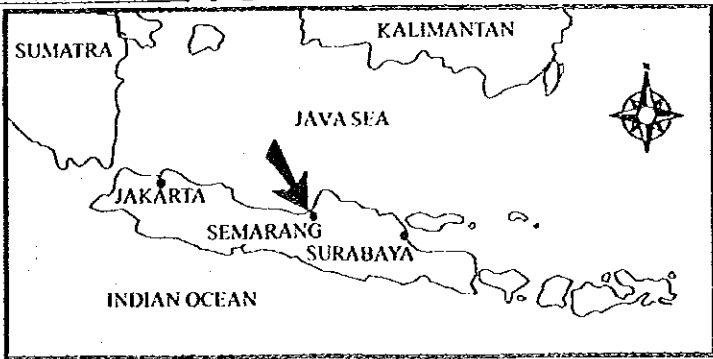 KALIMANTAN
SUMATRA
JAVA SEA
JAKARTA
SEMARANG
SURABAYA
INDIAN OCEAN